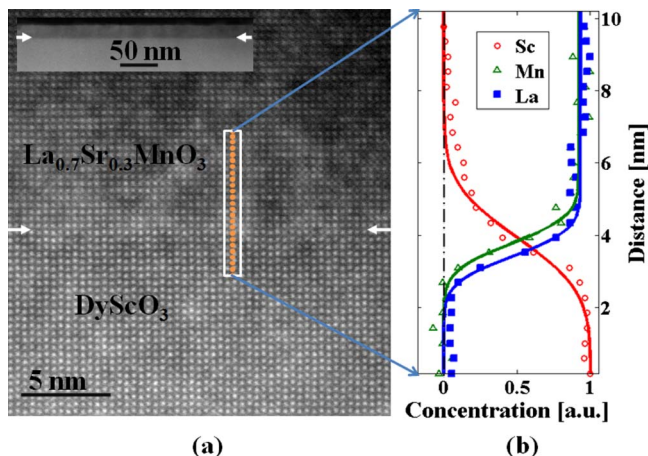 50 nm
La0.7Sr0.3MnO3
DyScO3
5 nm
(a)
Sc
Mn
La
10
8
6
4
2
Distance [nm]
0
0.5
1
Concentration [a.u.]
(b)